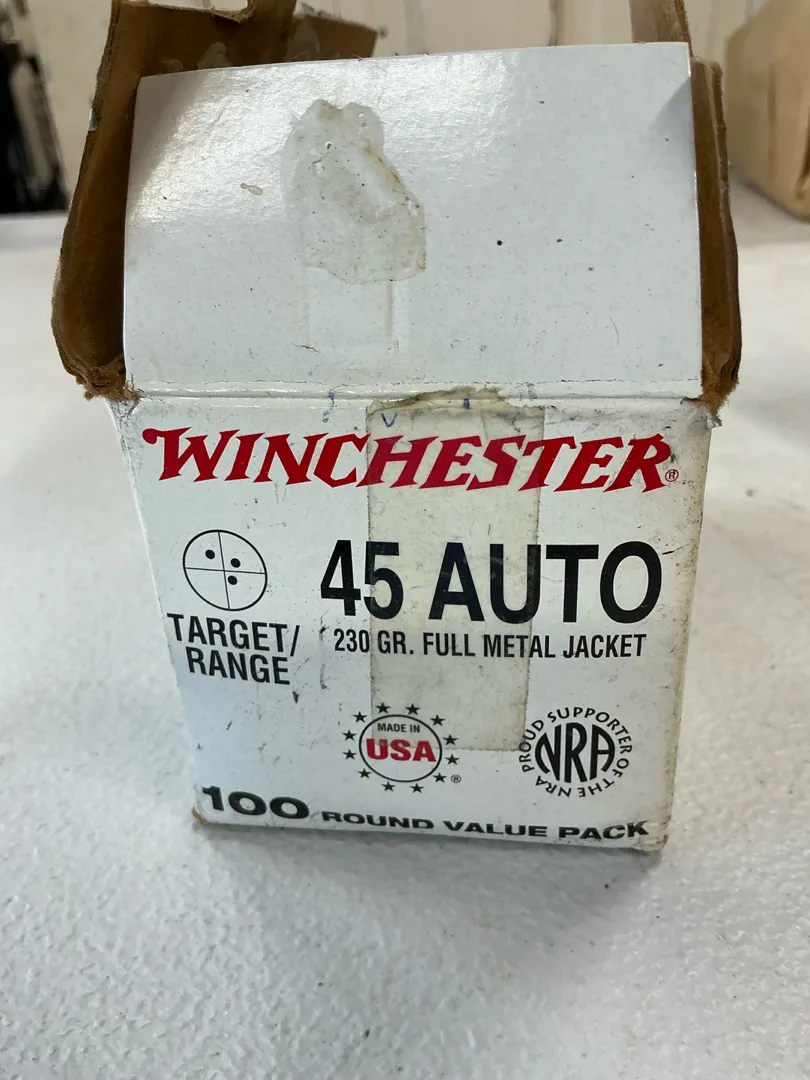 WINCHESTER®
45 AUTO
230 GR. FULL METAL JACKET
TARGET/
RANGE
MADE IN
USA
®
PROUD SUPPORTER OF THE NRA
NRA
100 ROUND VALUE PACK